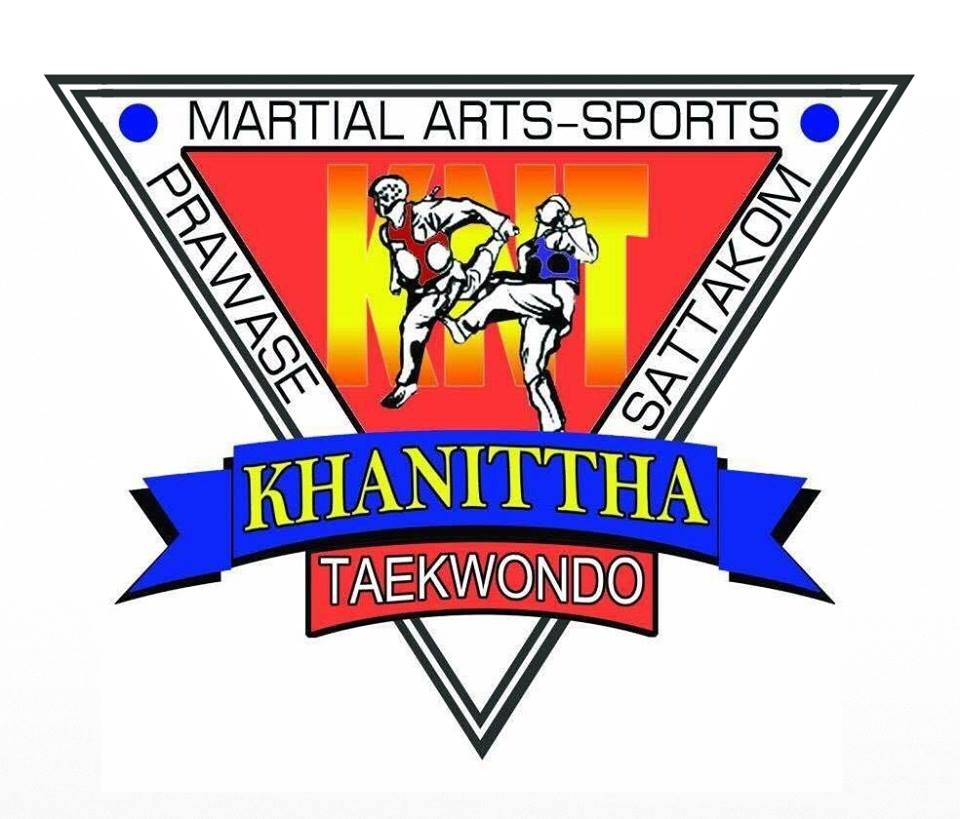 MARTIAL ARTS-SPORTS
PRAWASE
SATTAKOM
KNT
KHANITTHA
TAEKWONDO